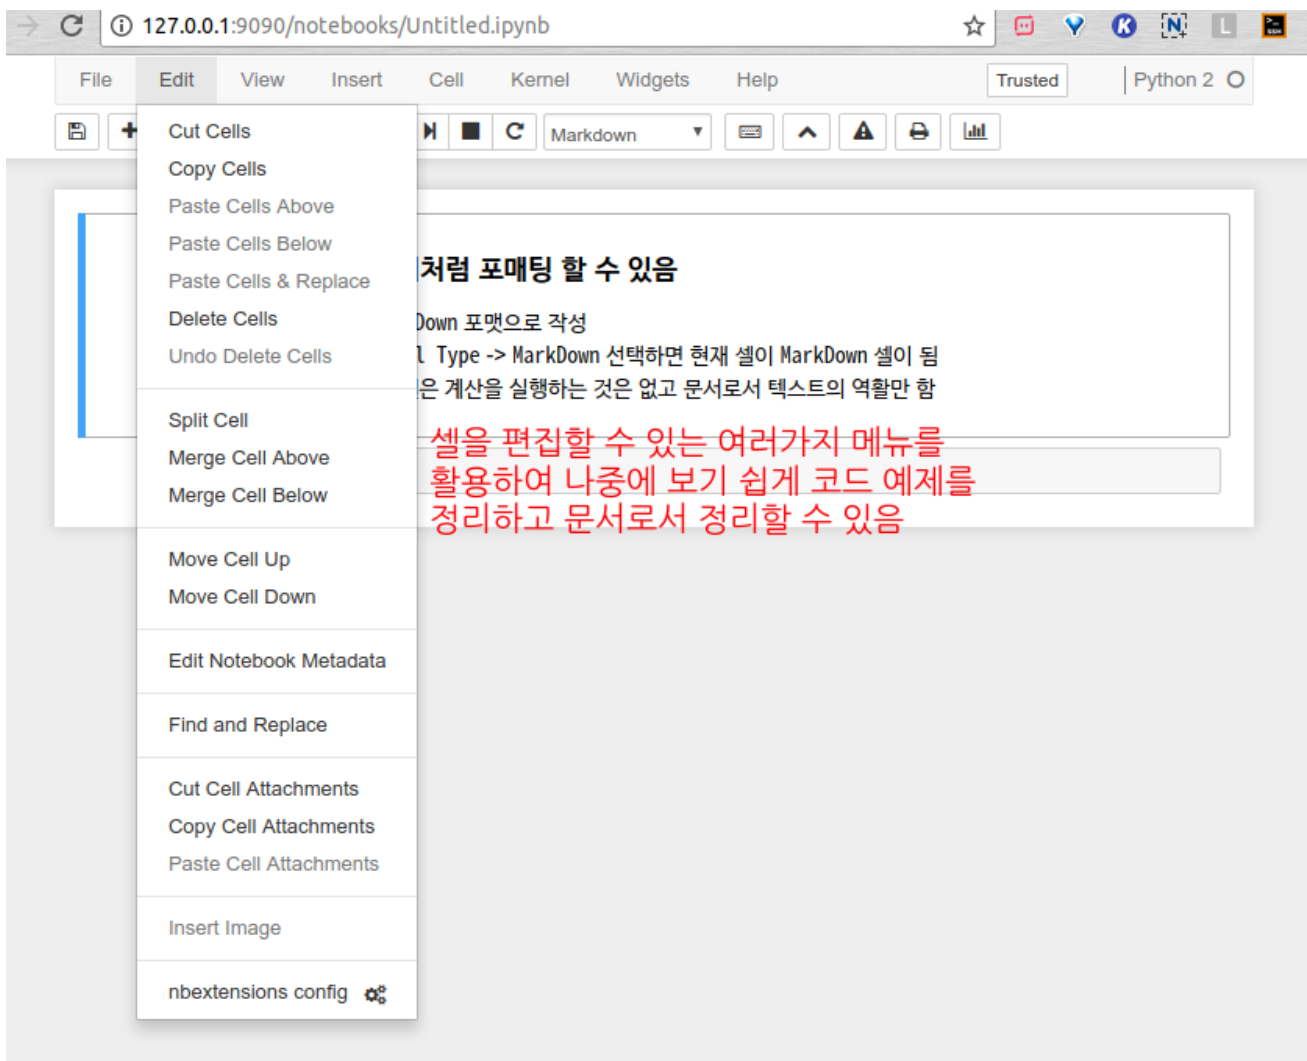 127.0.0.1:9090/notebooks/Untitled.ipynb
File Edit View Insert Cell Kernel Widgets Help Trusted Python 2
Markdown
Cut Cells
Copy Cells
Paste Cells Above
Paste Cells Below
Paste Cells & Replace
Delete Cells
Undo Delete Cells
Split Cell
Merge Cell Above
Merge Cell Below
Move Cell Up
Move Cell Down
Edit Notebook Metadata
Find and Replace
Cut Cell Attachments
Copy Cell Attachments
Paste Cell Attachments
Insert Image
nbextensions config
처럼 포매팅 할 수 있음
Down 포맷으로 작성
l Type -> MarkDown 선택하면 현재 셀이 MarkDown 셀이 됨
은 계산을 실행하는 것은 없고 문서로서 텍스트의 역활만 함
셀을 편집할 수 있는 여러가지 메뉴를
활용하여 나중에 보기 쉽게 코드 예제를
정리하고 문서로서 정리할 수 있음